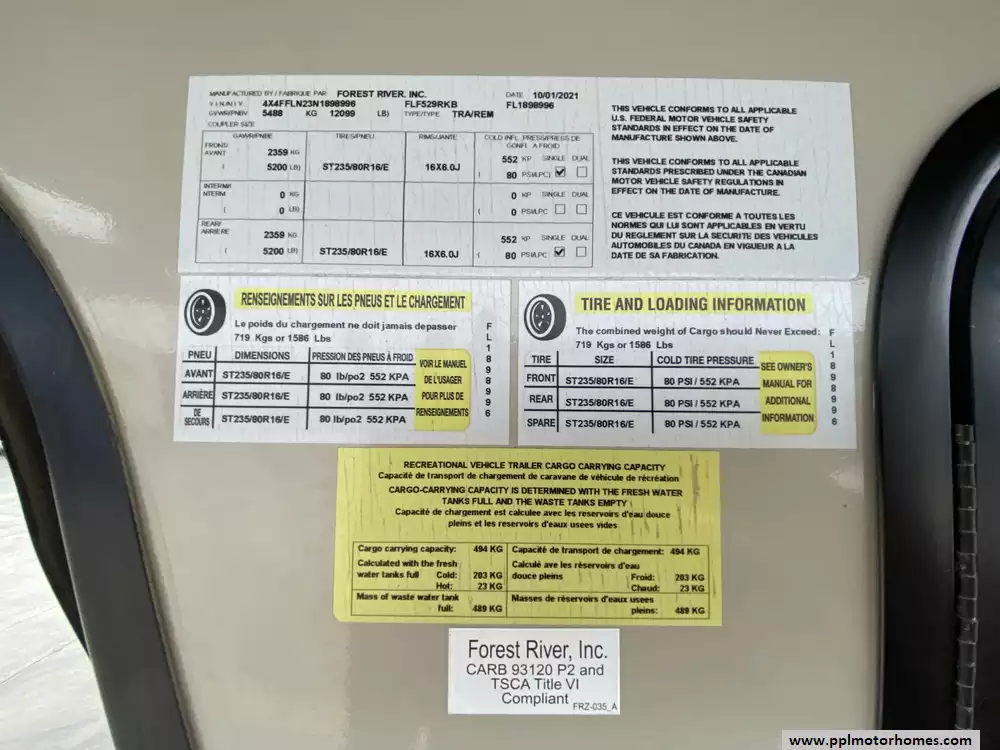 MANUFACTURED BY / FABRIQUE PAR FOREST RIVER, INC. DATE 10/01/2021
V.I.N./N.I.V. 4X4FFLN23N1898996 FLF529RKB FL1898996
GVWR/PNBV 5488 KG 12099 LB) TYPE/TYPE TRA/REM
COUPLER SIZE
GAWR/PNBE TIRES/PNEU RIMS/JANTE COLD INFL. PRESS/PRESS DE GONFL. A FROID
FRONT/ AVANT 2359 KG 552 KP SINGLE DUAL
( 5200 LB) ST235/80R16/E 16X6.0J ( 80 PSI/LPC)
INTERM/ NTERM 0 KG 0 KP SINGLE DUAL
( 0 LB) ( 0 PSI/LPC
REAR/ ARRIERE 2359 KG 552 KP SINGLE DUAL
( 5200 LB) ST235/80R16/E 16X6.0J ( 80 PSI/LPC
THIS VEHICLE CONFORMS TO ALL APPLICABLE
U.S. FEDERAL MOTOR VEHICLE SAFETY
STANDARDS IN EFFECT ON THE DATE OF
MANUFACTURE SHOWN ABOVE.
THIS VEHICLE CONFORMS TO ALL APPLICABLE
STANDARDS PRESCRIBED UNDER THE CANADIAN
MOTOR VEHICLE SAFETY REGULATIONS IN
EFFECT ON THE DATE OF MANUFACTURE.
CE VEHICULE EST CONFORME A TOUTES LES
NORMES QUI LUI SONT APPLICABLES EN VERTU
DU REGLEMENT SUR LA SECURITE DES VEHICULES
AUTOMOBILES DU CANADA EN VIGUEUR A LA
DATE DE SA FABRICATION.
RENSEIGNEMENTS SUR LES PNEUS ET LE CHARGEMENT
Le poids du chargement ne doit jamais depasser
719 Kgs or 1586 Lbs
PNEU DIMENSIONS PRESSION DES PNEUS À FROID
AVANT ST235/80R16/E 80 lb/po2 552 KPA
ARRIÈRE ST235/80R16/E 80 lb/po2 552 KPA
DE SECOURS ST235/80R16/E 80 lb/po2 552 KPA
VOIR LE MANUEL
DE L'USAGER
POUR PLUS DE
RENSEIGNEMENTS
FL1898996
TIRE AND LOADING INFORMATION
The combined weight of Cargo should Never Exceed:
719 Kgs or 1586 Lbs
TIRE SIZE COLD TIRE PRESSURE
FRONT ST235/80R16/E 80 PSI / 552 KPA
REAR ST235/80R16/E 80 PSI / 552 KPA
SPARE ST235/80R16/E 80 PSI / 552 KPA
SEE OWNER'S
MANUAL FOR
ADDITIONAL
INFORMATION
FL1898996
RECREATIONAL VEHICLE TRAILER CARGO CARRYING CAPACITY
Capacité de transport de chargement de caravane de véhicule de récréation
CARGO-CARRYING CAPACITY IS DETERMINED WITH THE FRESH WATER
TANKS FULL AND THE WASTE TANKS EMPTY
Capacité de chargement est calculee avec les reservoirs d'eau douce
pleins et les reservoirs d'eaux usees vides
Cargo carrying capacity: 494 KG Capacité de transport de chargement: 494 KG
Calculated with the fresh Calculé ave les réservoirs d'eau
water tanks full Cold: 203 KG douce pleins Froid: 203 KG
Hot: 23 KG Chaud: 23 KG
Mass of waste water tank Masses de réservoirs d'eaux usées
full: 489 KG pleins: 489 KG
Forest River, Inc.
CARB 93120 P2 and
TSCA Title VI
Compliant
FRZ-035_A
www.pplmotorhomes.com